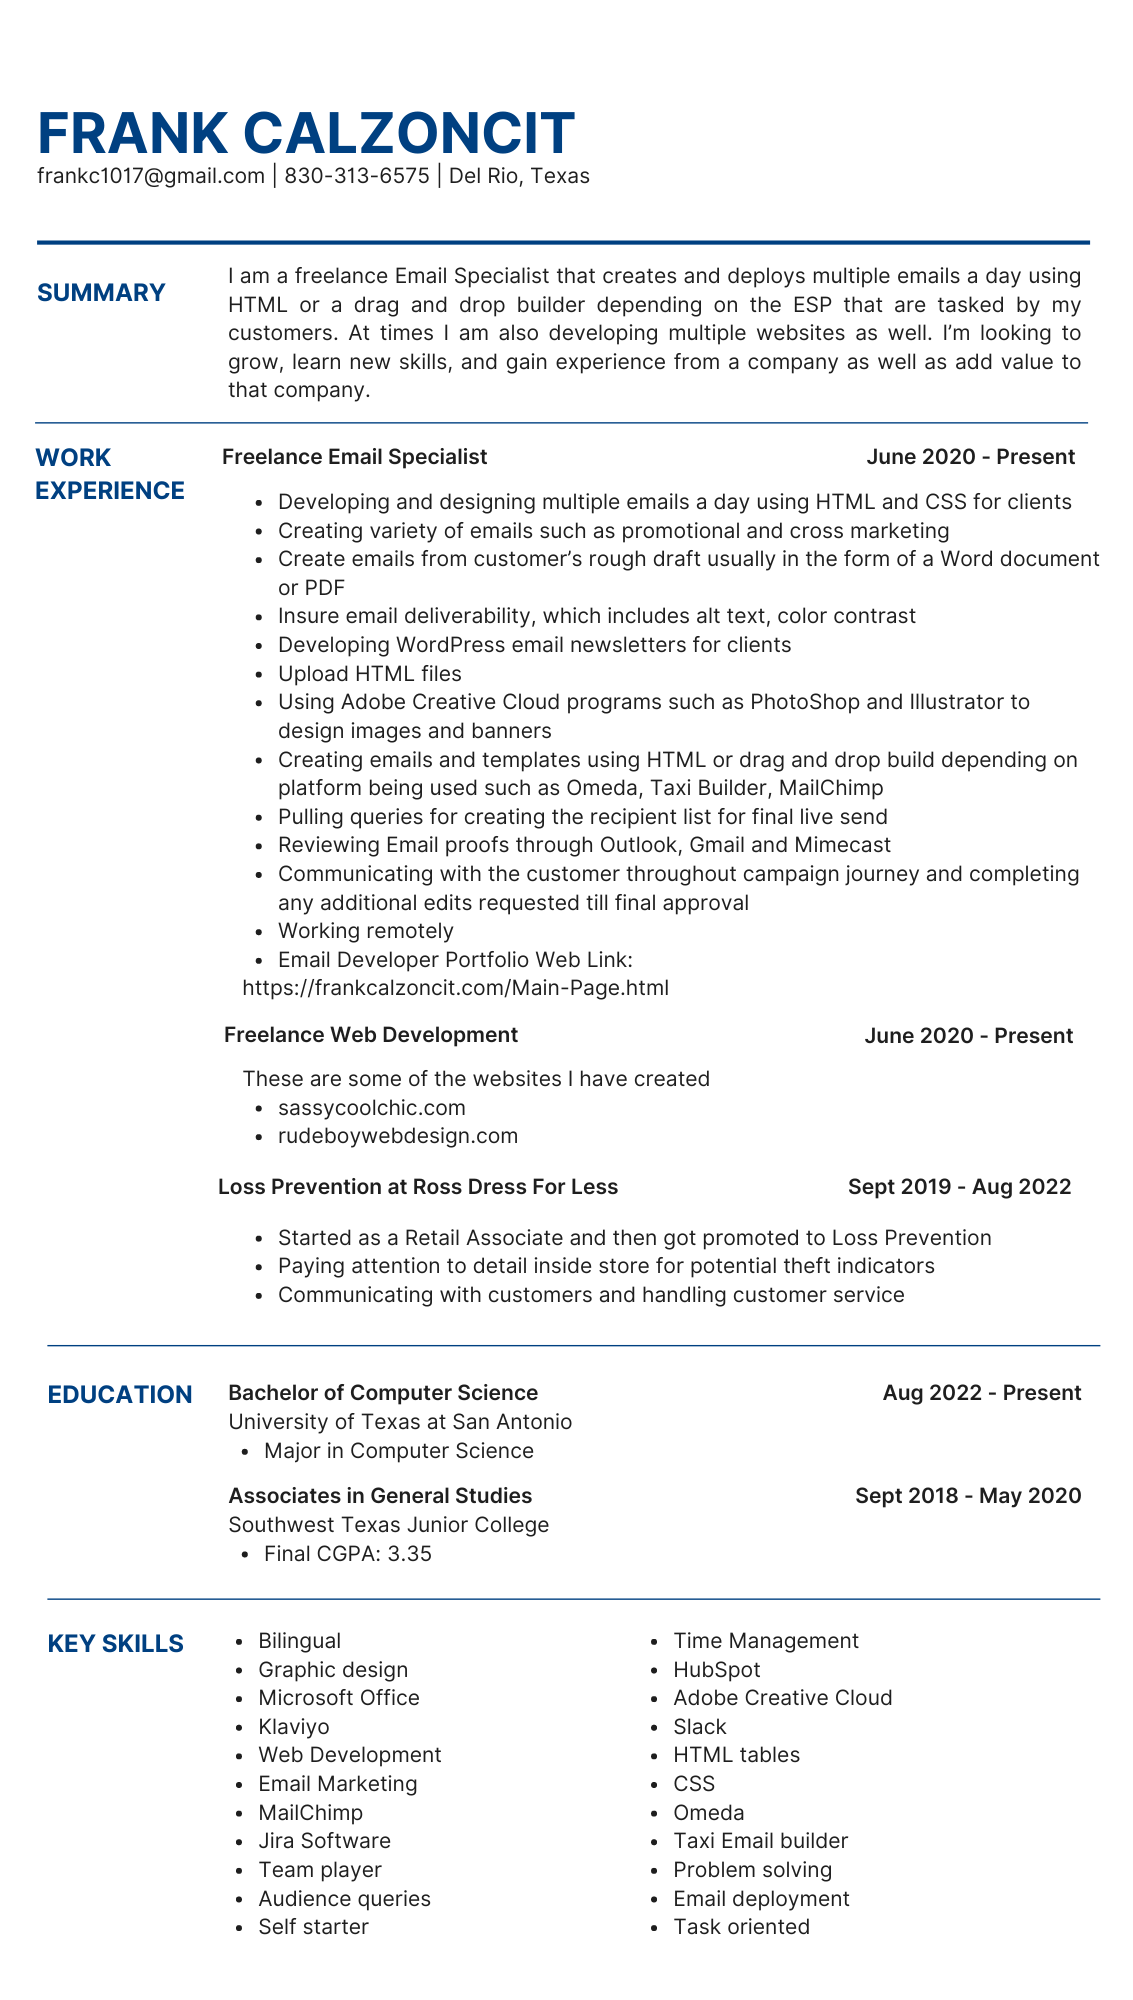 FRANK CALZONCIT
frankc1017@gmail.com | 830-313-6575 | Del Rio, Texas
SUMMARY
I am a freelance Email Specialist that creates and deploys multiple emails a day using
HTML or a drag and drop builder depending on the ESP that are tasked by my
customers. At times I am also developing multiple websites as well. I’m looking to
grow, learn new skills, and gain experience from a company as well as add value to
that company.
WORK
EXPERIENCE
Freelance Email Specialist June 2020 - Present
• Developing and designing multiple emails a day using HTML and CSS for clients
• Creating variety of emails such as promotional and cross marketing
• Create emails from customer’s rough draft usually in the form of a Word document
or PDF
• Insure email deliverability, which includes alt text, color contrast
• Developing WordPress email newsletters for clients
• Upload HTML files
• Using Adobe Creative Cloud programs such as PhotoShop and Illustrator to
design images and banners
• Creating emails and templates using HTML or drag and drop build depending on
platform being used such as Omeda, Taxi Builder, MailChimp
• Pulling queries for creating the recipient list for final live send
• Reviewing Email proofs through Outlook, Gmail and Mimecast
• Communicating with the customer throughout campaign journey and completing
any additional edits requested till final approval
• Working remotely
• Email Developer Portfolio Web Link:
https://frankcalzoncit.com/Main-Page.html
Freelance Web Development June 2020 - Present
These are some of the websites I have created
• sassycoolchic.com
• rudeboywebdesign.com
Loss Prevention at Ross Dress For Less Sept 2019 - Aug 2022
• Started as a Retail Associate and then got promoted to Loss Prevention
• Paying attention to detail inside store for potential theft indicators
• Communicating with customers and handling customer service
EDUCATION
Bachelor of Computer Science Aug 2022 - Present
University of Texas at San Antonio
• Major in Computer Science
Associates in General Studies Sept 2018 - May 2020
Southwest Texas Junior College
• Final CGPA: 3.35
KEY SKILLS
• Bilingual
• Graphic design
• Microsoft Office
• Klaviyo
• Web Development
• Email Marketing
• MailChimp
• Jira Software
• Team player
• Audience queries
• Self starter
• Time Management
• HubSpot
• Adobe Creative Cloud
• Slack
• HTML tables
• CSS
• Omeda
• Taxi Email builder
• Problem solving
• Email deployment
• Task oriented